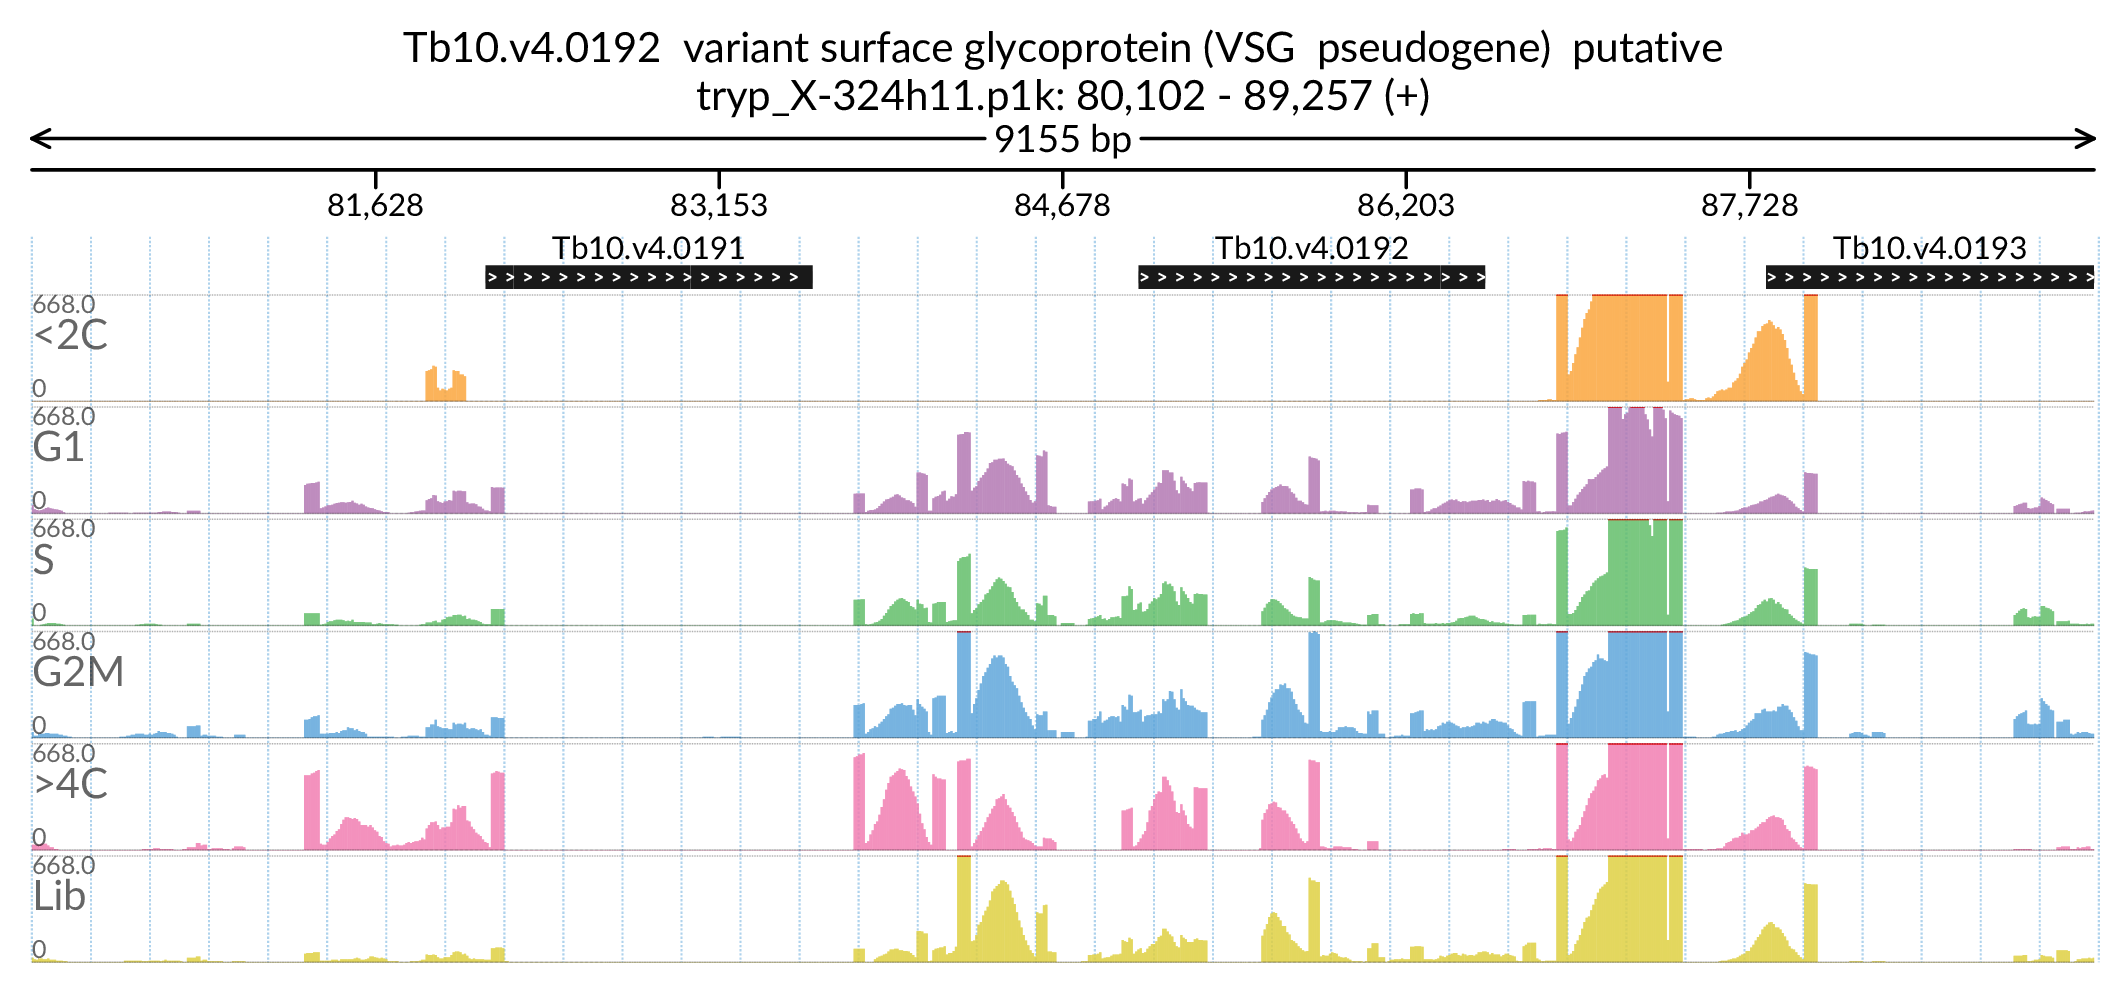 Tb10.v4.0192  variant surface glycoprotein (VSG  pseudogene)  putative
tryp_X-324h11.p1k: 80,102 - 89,257 (+)
9155 bp
81,628 83,153 84,678 86,203 87,728
Tb10.v4.0191 Tb10.v4.0192 Tb10.v4.0193
668.0
<2C
0
668.0
G1
0
668.0
S
0
668.0
G2M
0
668.0
>4C
0
668.0
Lib
0